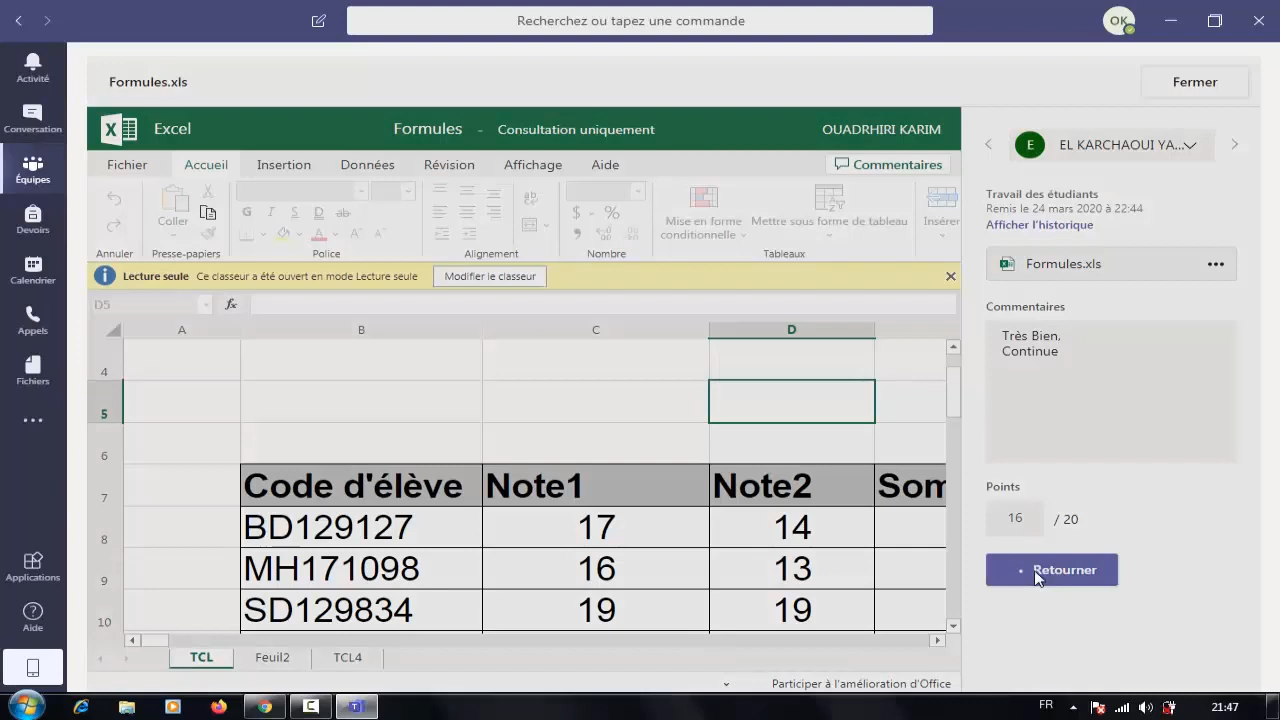 Recherchez ou tapez une commande
OK
Activité
Conversation
Équipes
Devoirs
Calendrier
Appels
Fichiers
Applications
Aide
Formules.xls
Fermer
Excel
Formules - Consultation uniquement
OUADRHIRI KARIM
Fichier
Accueil
Insertion
Données
Révision
Affichage
Aide
Commentaires
Annuler
Coller
Presse-papiers
G I S D ab
A
Police
Alignement
$ %
Nombre
Mise en forme
conditionnelle
Mettre sous forme de tableau
Tableaux
Insérer
Lecture seule Ce classeur a été ouvert en mode Lecture seule
Modifier le classeur
D5
fx
A B C D
4
5
6
7 Code d'élève Note1 Note2 Som
8 BD129127 17 14
9 MH171098 16 13
10 SD129834 19 19
TCL Feuil2 TCL4
Participer à l'amélioration d'Office
E EL KARCHAOUI YA...
Travail des étudiants
Remis le 24 mars 2020 à 22:44
Afficher l'historique
Formules.xls
Commentaires
Très Bien,
Continue
Points
16 / 20
Retourner
FR
21:47